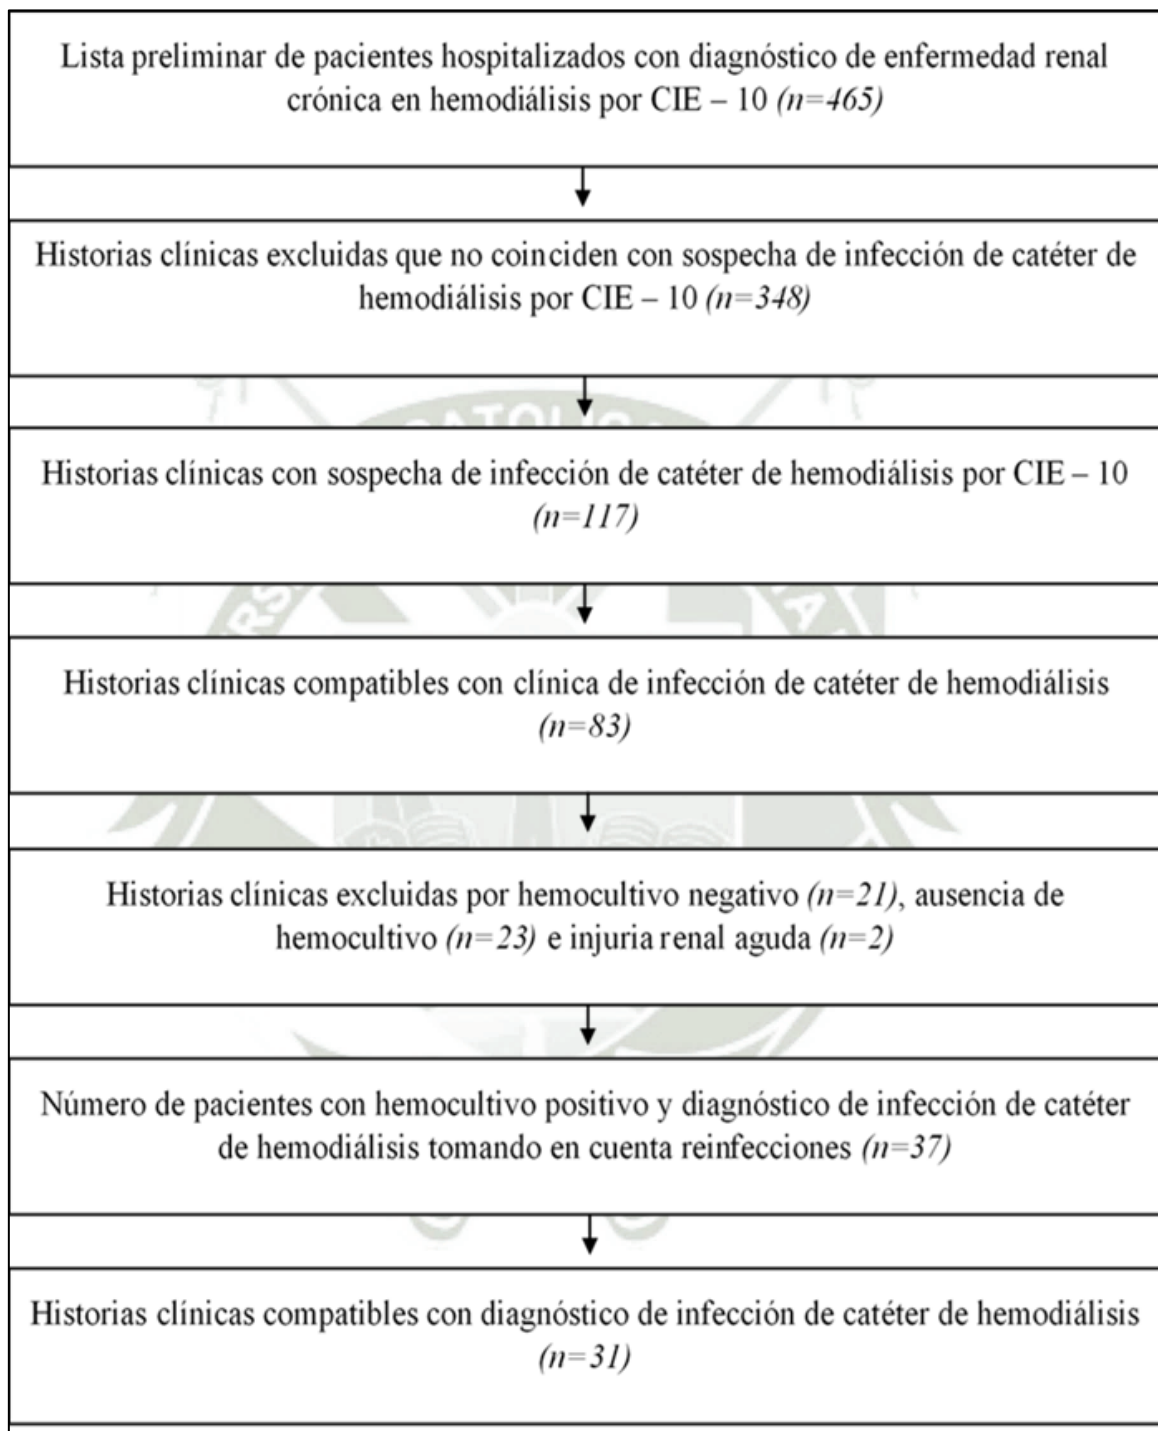 Lista preliminar de pacientes hospitalizados con diagnóstico de enfermedad renal
crónica en hemodiálisis por CIE – 10 (n=465)
Historias clínicas excluidas que no coinciden con sospecha de infección de catéter de
hemodiálisis por CIE – 10 (n=348)
CATOLICA
Historias clínicas con sospecha de infección de catéter de hemodiálisis por CIE – 10
(n=117)
Historias clínicas compatibles con clínica de infección de catéter de hemodiálisis
(n=83)
Historias clínicas excluidas por hemocultivo negativo (n=21), ausencia de
hemocultivo (n=23) e injuria renal aguda (n=2)
Número de pacientes con hemocultivo positivo y diagnóstico de infección de catéter
de hemodiálisis tomando en cuenta reinfecciones (n=37)
Historias clínicas compatibles con diagnóstico de infección de catéter de hemodiálisis
(n=31)